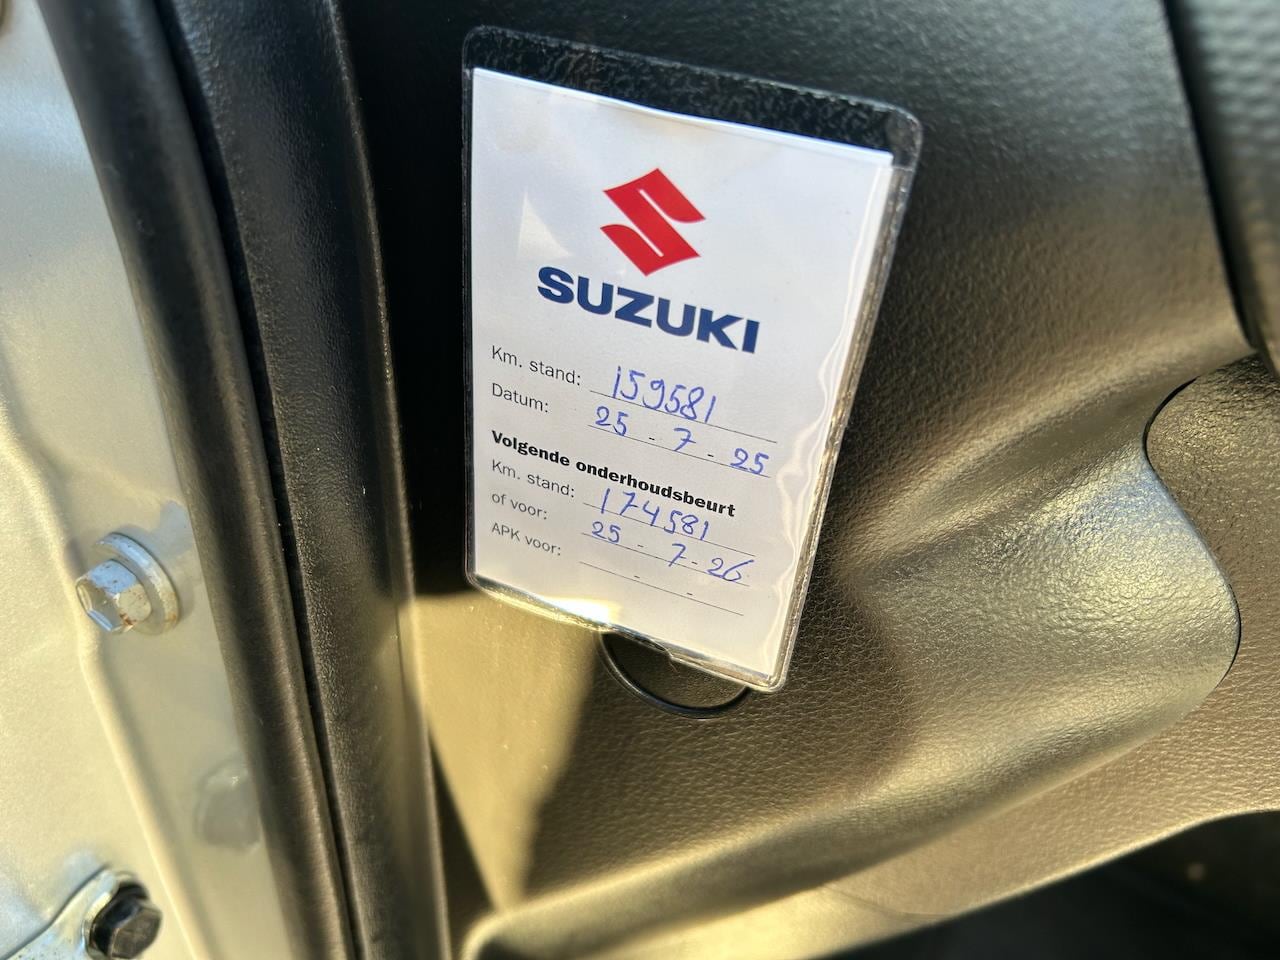 SUZUKI
Km. stand: 159581
Datum: 25 - 7 - 25
Volgende onderhoudsbeurt
Km. stand: 174581
of voor: 25 - 7 - 26
APK voor: - -